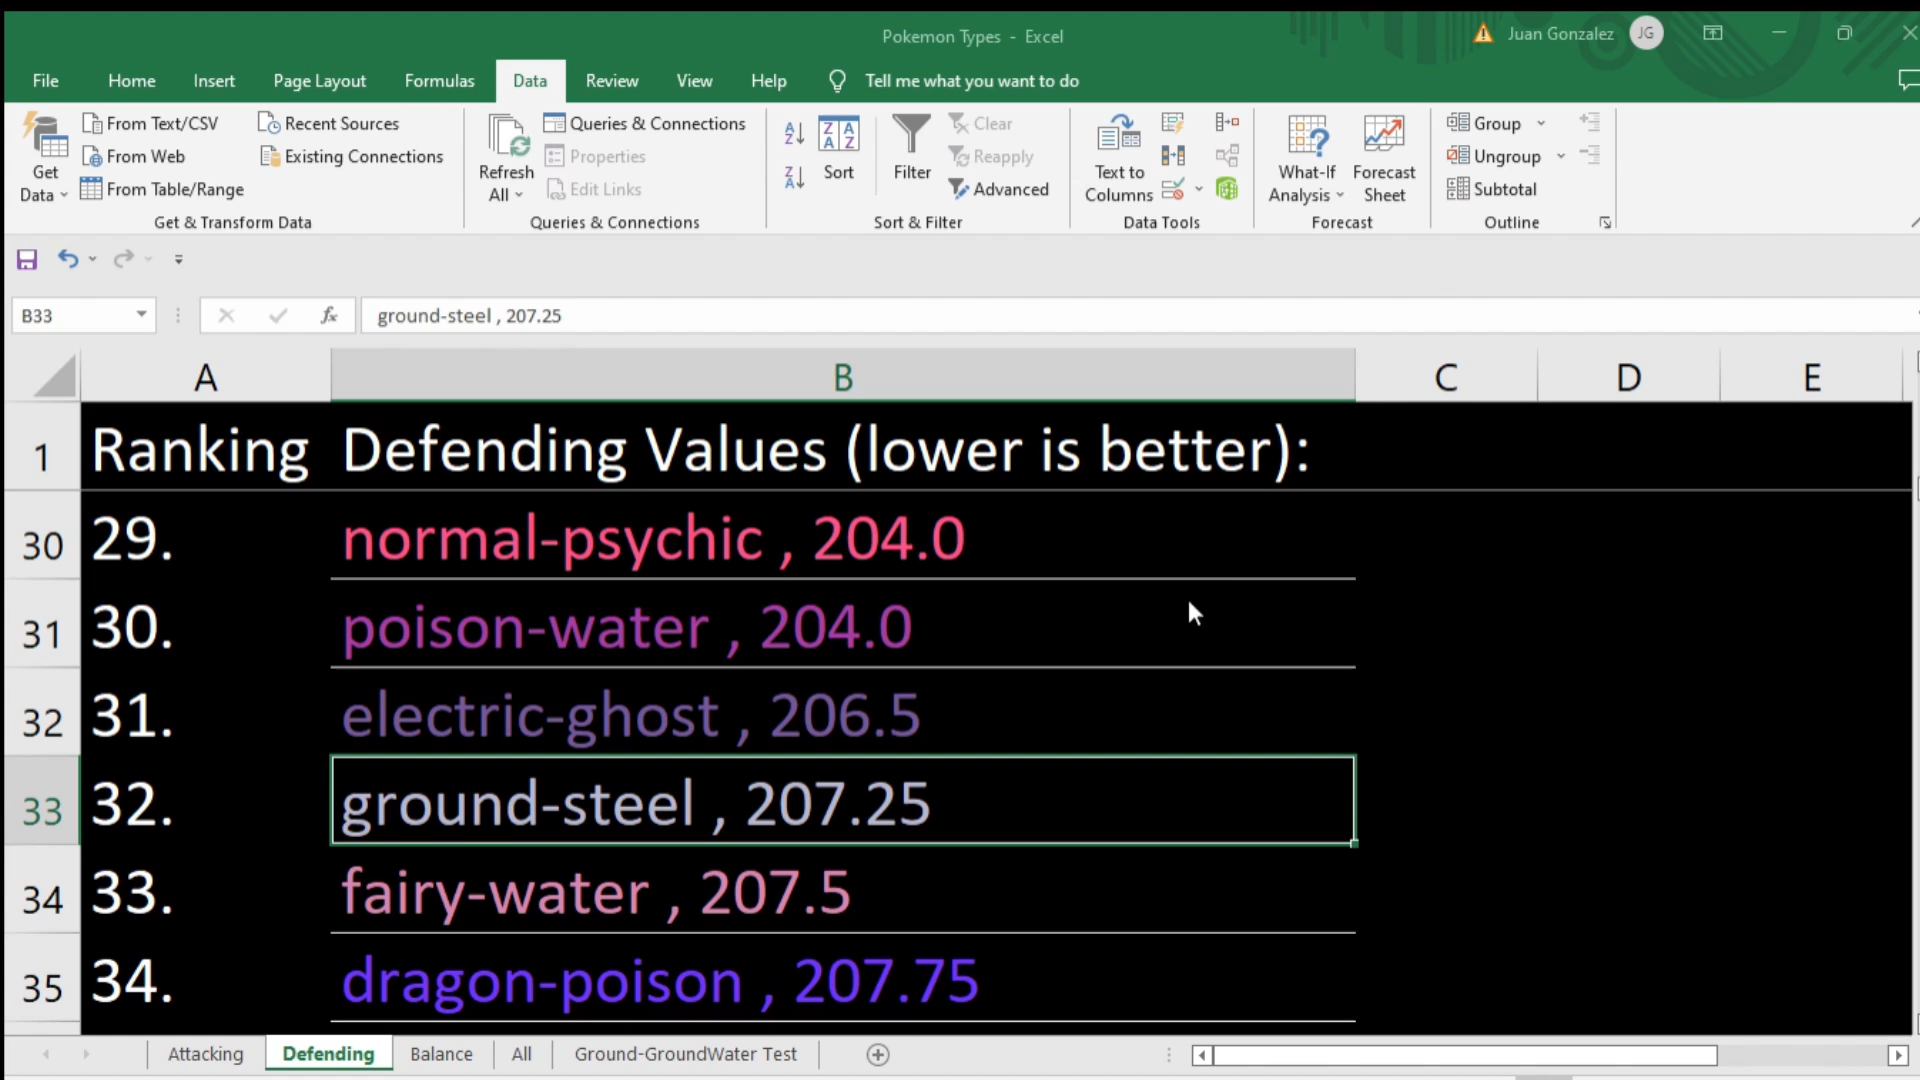 Pokemon Types - Excel
Juan Gonzalez JG
File Home Insert Page Layout Formulas Data Review View Help Tell me what you want to do
Get Data
From Text/CSV
From Web
From Table/Range
Recent Sources
Existing Connections
Get & Transform Data
Refresh All
Queries & Connections
Properties
Edit Links
Queries & Connections
Sort
Filter
Clear
Reapply
Advanced
Sort & Filter
Text to Columns
Data Tools
What-If Analysis
Forecast Sheet
Forecast
Group
Ungroup
Subtotal
Outline
B33 fx ground-steel , 207.25
A B C D E
1 Ranking Defending Values (lower is better):
30 29. normal-psychic , 204.0
31 30. poison-water , 204.0
32 31. electric-ghost , 206.5
33 32. ground-steel , 207.25
34 33. fairy-water , 207.5
35 34. dragon-poison , 207.75
Attacking Defending Balance All Ground-GroundWater Test